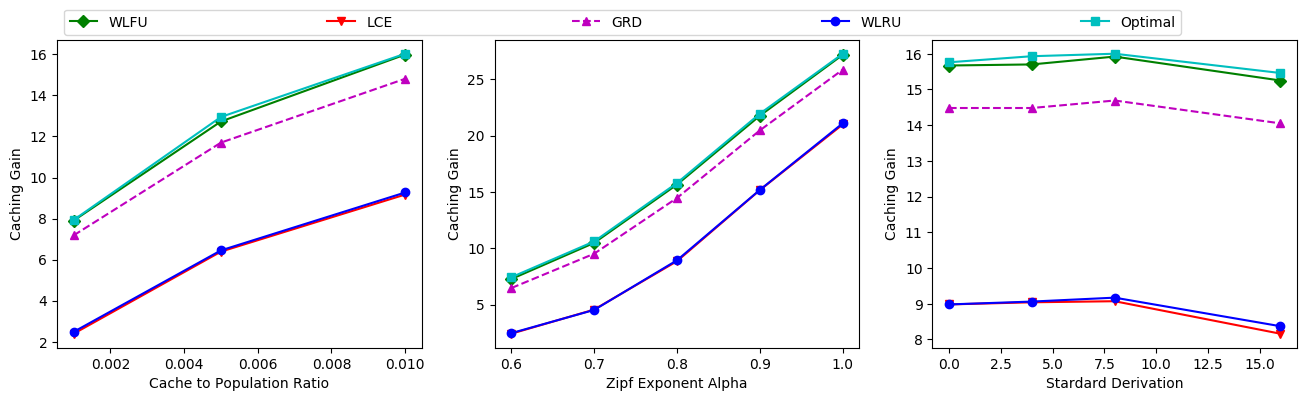 WLFU LCE GRD WLRU Optimal
16
14
12
10
8
6
4
2
Caching Gain
0.002 0.004 0.006 0.008 0.010
Cache to Population Ratio
25
20
15
10
5
Caching Gain
0.6 0.7 0.8 0.9 1.0
Zipf Exponent Alpha
16
15
14
13
12
11
10
9
8
Caching Gain
0.0 2.5 5.0 7.5 10.0 12.5 15.0
Stardard Derivation